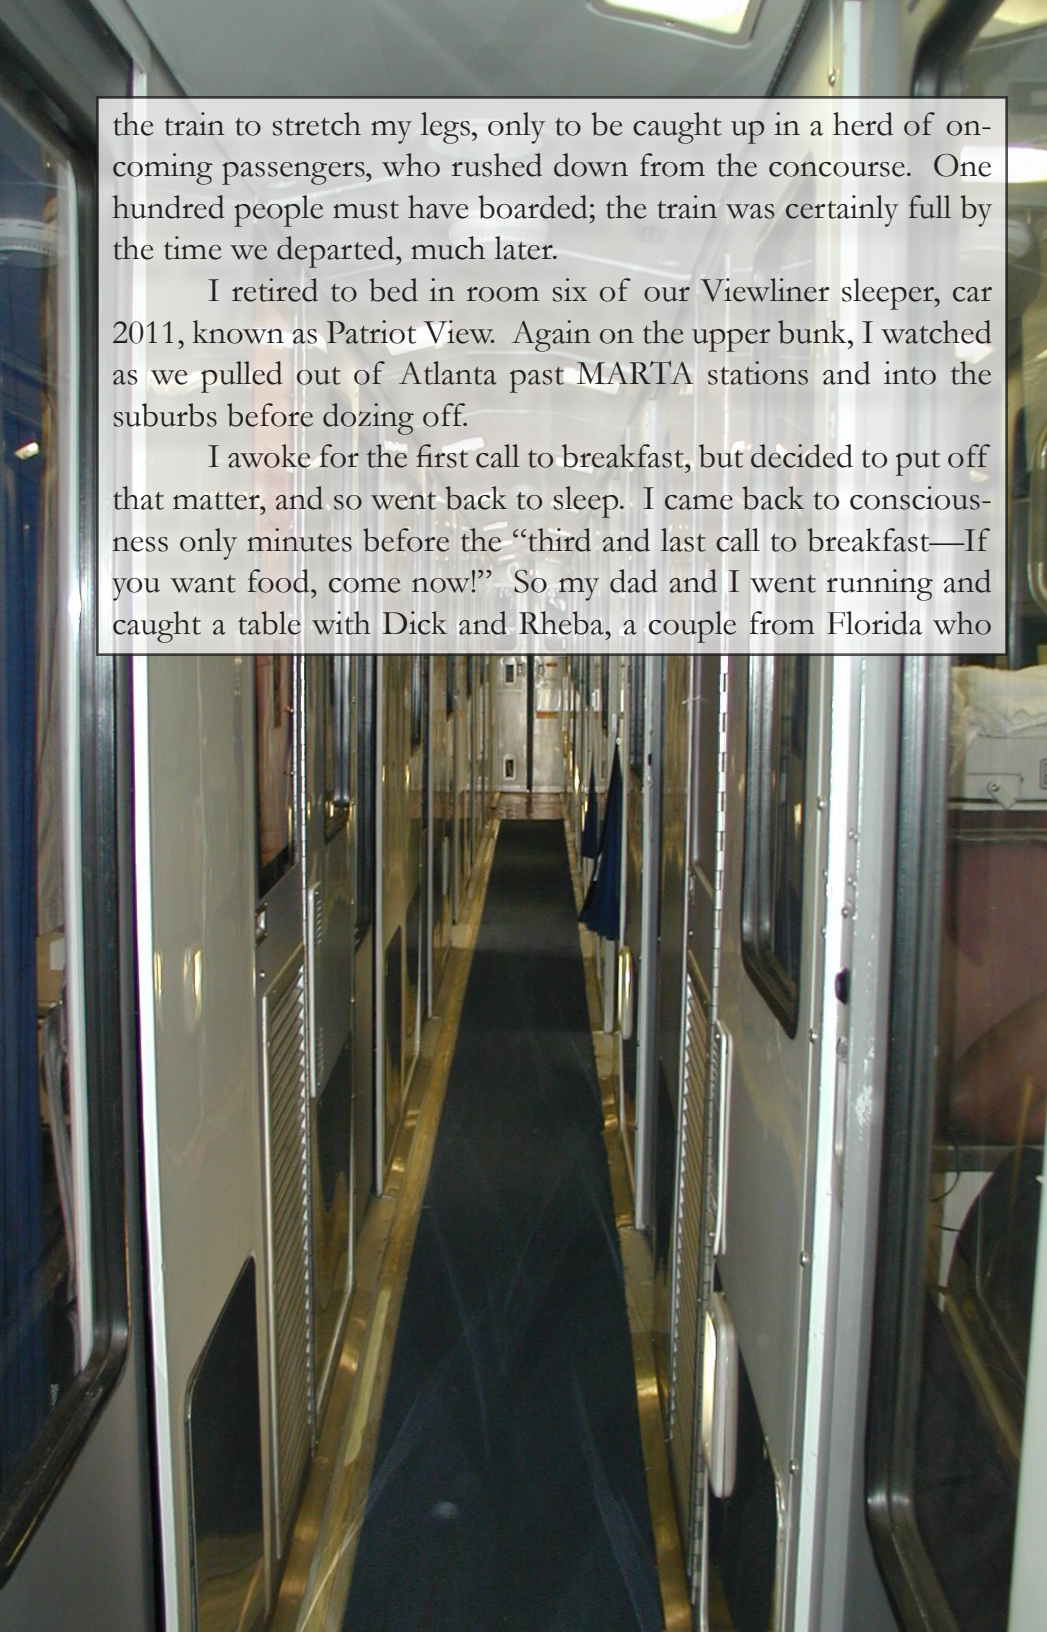 the train to stretch my legs, only to be caught up in a herd of on-
coming passengers, who rushed down from the concourse.  One
hundred people must have boarded; the train was certainly full by
the time we departed, much later.
I retired to bed in room six of our Viewliner sleeper, car
2011, known as Patriot View.  Again on the upper bunk, I watched
as we pulled out of Atlanta past MARTA stations and into the
suburbs before dozing off.
I awoke for the first call to breakfast, but decided to put off
that matter, and so went back to sleep.  I came back to conscious-
ness only minutes before the “third and last call to breakfast—If
you want food, come now!”  So my dad and I went running and
caught a table with Dick and Rheba, a couple from Florida who